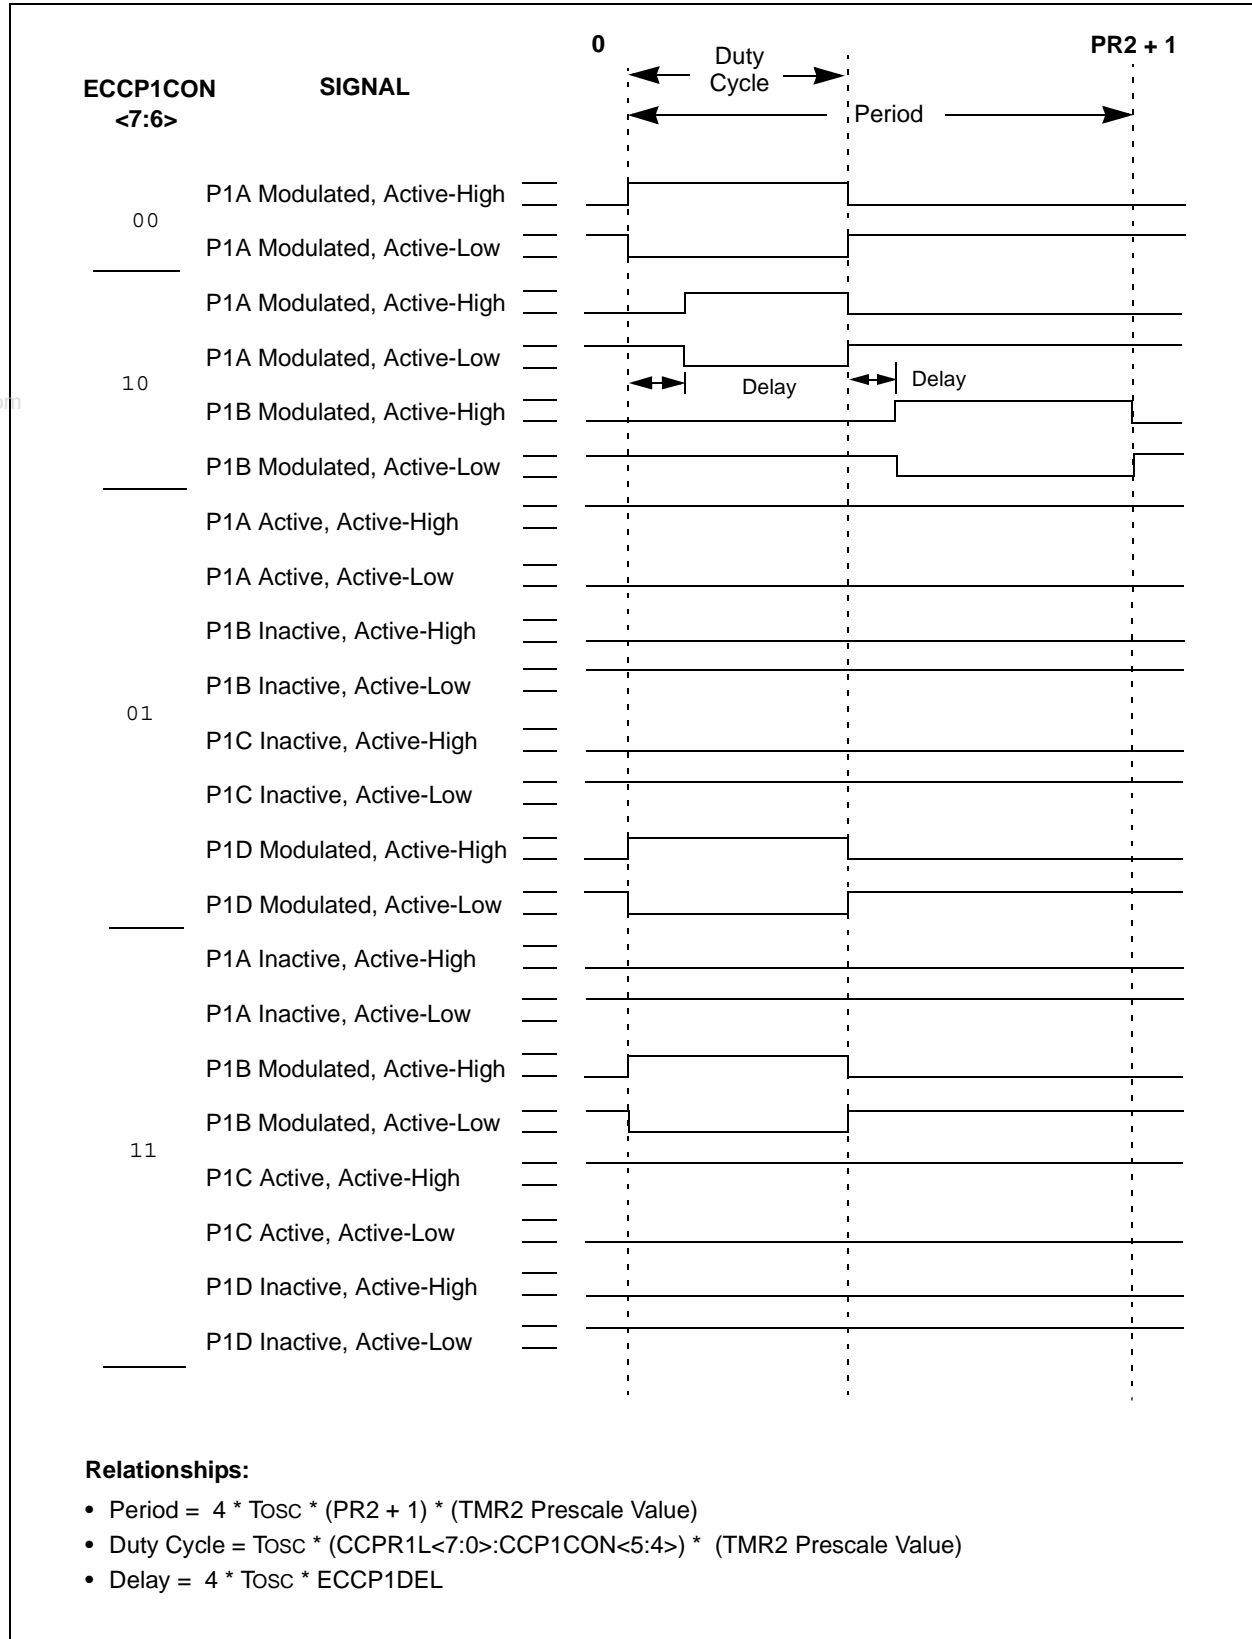 0
PR2 + 1
Duty
Cycle
ECCP1CON
<7:6>
SIGNAL
Period
00
P1A Modulated, Active-High
P1A Modulated, Active-Low
10
P1A Modulated, Active-High
P1A Modulated, Active-Low
Delay
Delay
om
P1B Modulated, Active-High
P1B Modulated, Active-Low
01
P1A Active, Active-High
P1A Active, Active-Low
P1B Inactive, Active-High
P1B Inactive, Active-Low
P1C Inactive, Active-High
P1C Inactive, Active-Low
P1D Modulated, Active-High
P1D Modulated, Active-Low
11
P1A Inactive, Active-High
P1A Inactive, Active-Low
P1B Modulated, Active-High
P1B Modulated, Active-Low
P1C Active, Active-High
P1C Active, Active-Low
P1D Inactive, Active-High
P1D Inactive, Active-Low
Relationships:
• Period = 4 * TOSC * (PR2 + 1) * (TMR2 Prescale Value)
• Duty Cycle = TOSC * (CCPR1L<7:0>:CCP1CON<5:4>) * (TMR2 Prescale Value)
• Delay = 4 * TOSC * ECCP1DEL